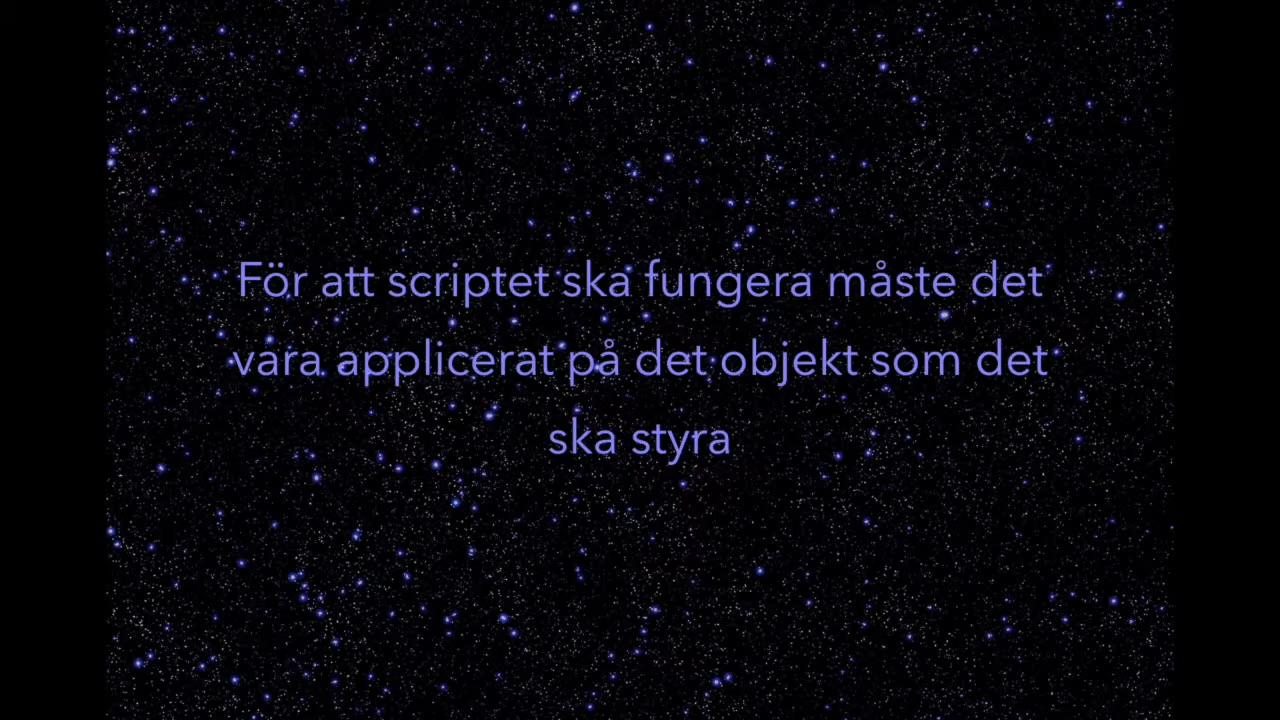 För att scriptet ska fungera måste det
vara applicerat på det objekt som det
ska styra